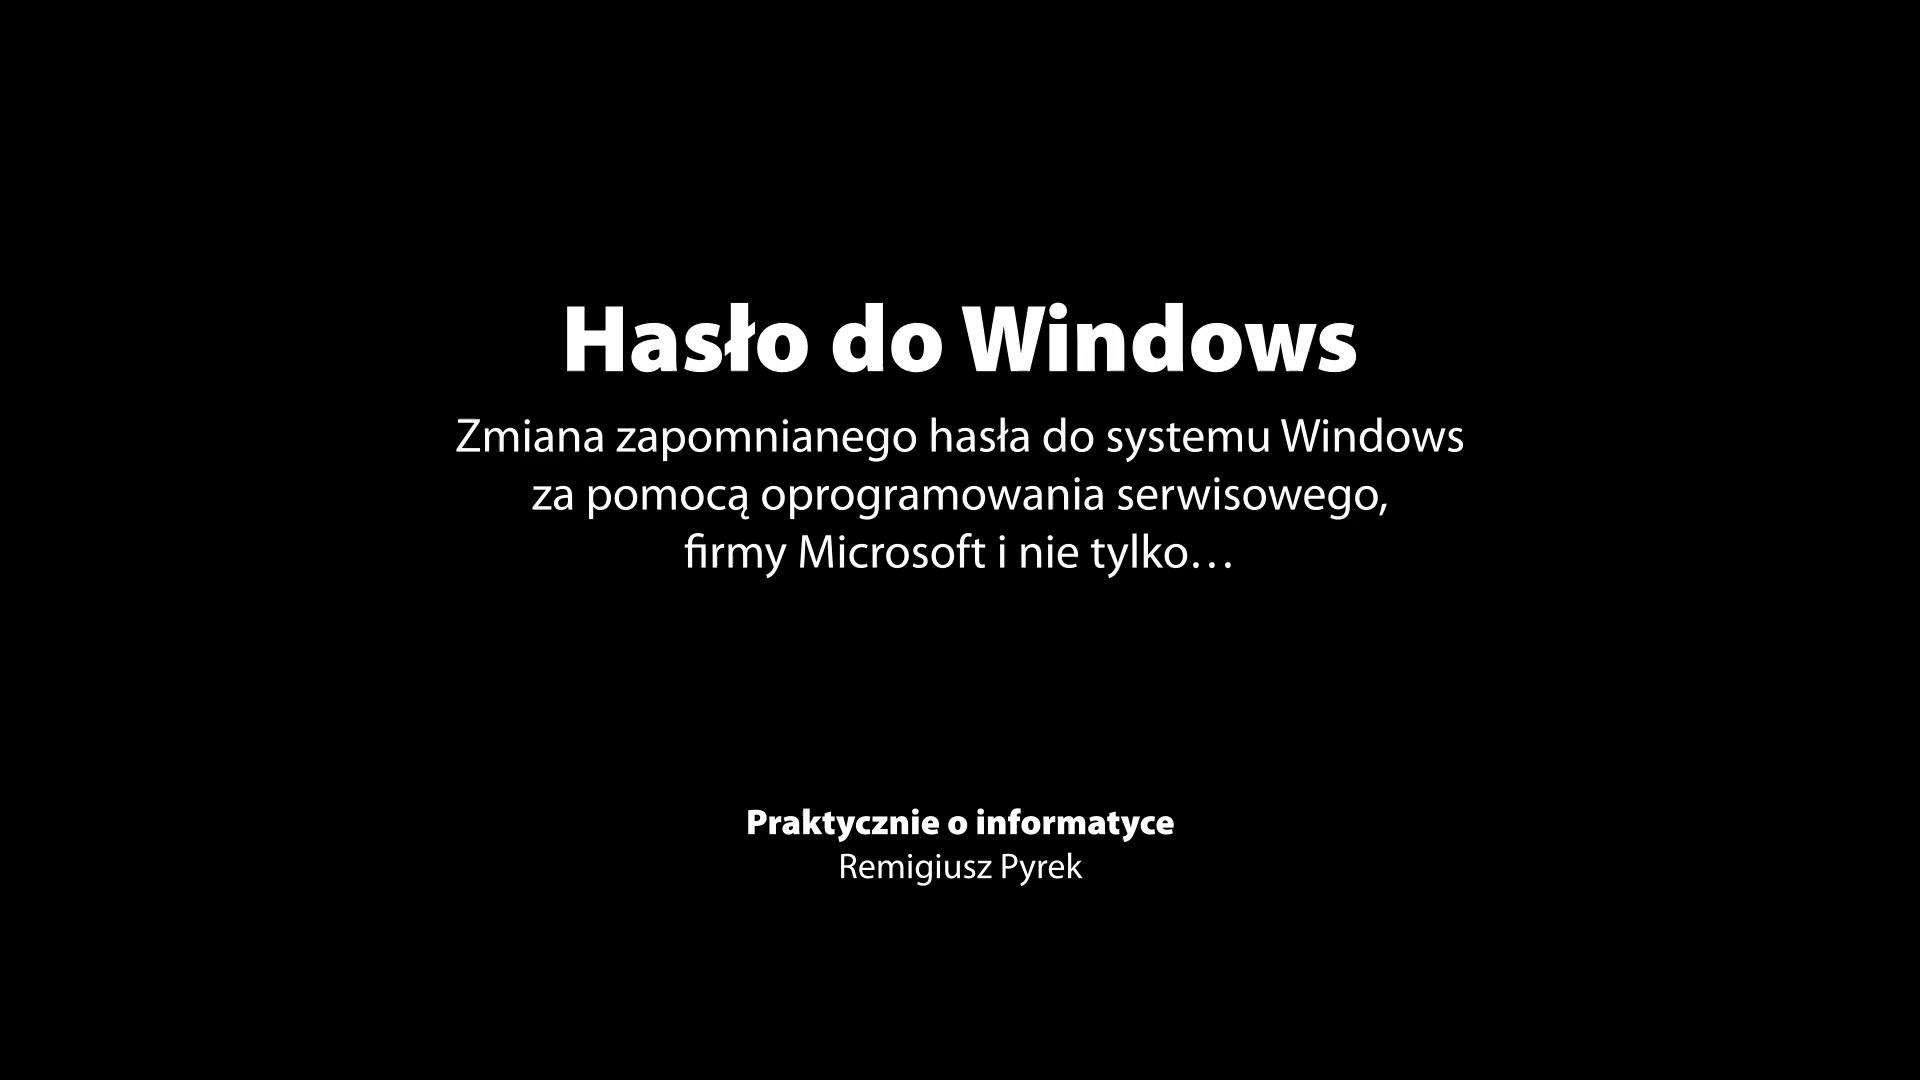 Hasło do Windows
Zmiana zapomnianego hasła do systemu Windows
za pomocą oprogramowania serwisowego,
firmy Microsoft i nie tylko…
Praktycznie o informatyce
Remigiusz Pyrek